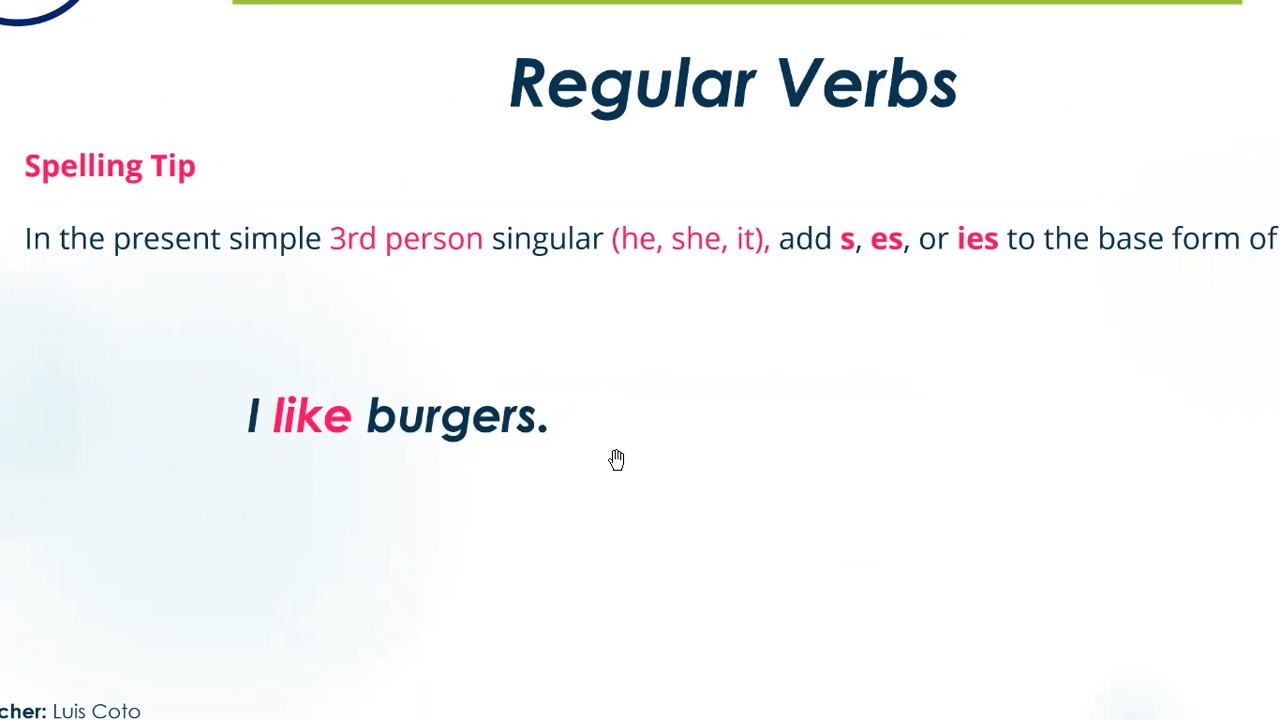 Regular Verbs
Spelling Tip
In the present simple 3rd person singular (he, she, it), add s, es, or ies to the base form of
I like burgers.
cher: Luis Coto